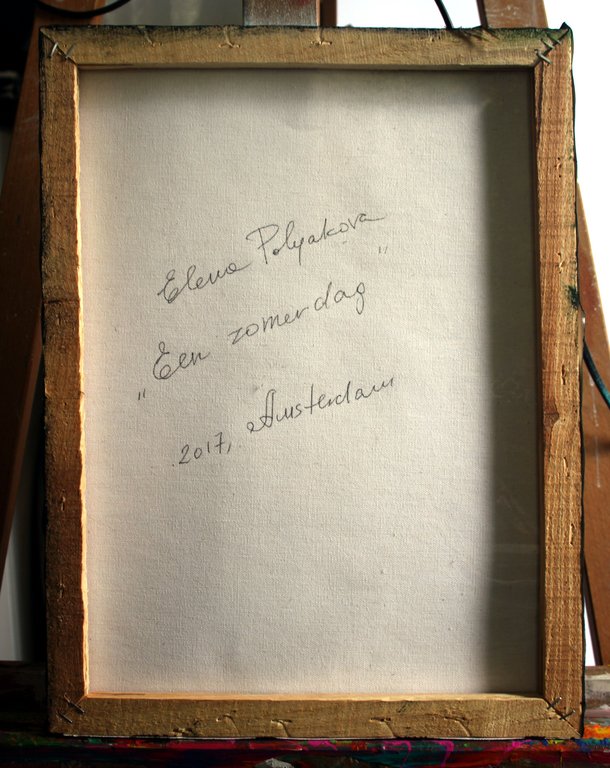 Elena Polyakova
„Een zomerdag"
2017, Amsterdam